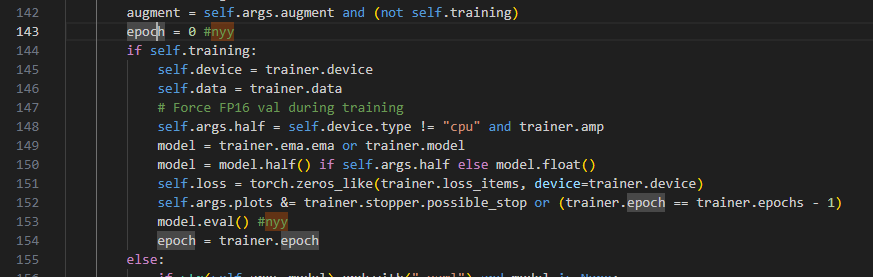 142 augment = self.args.augment and (not self.training)
143 epoch = 0 #nyy
144 if self.training:
145 self.device = trainer.device
146 self.data = trainer.data
147 # Force FP16 val during training
148 self.args.half = self.device.type != "cpu" and trainer.amp
149 model = trainer.ema.ema or trainer.model
150 model = model.half() if self.args.half else model.float()
151 self.loss = torch.zeros_like(trainer.loss_items, device=trainer.device)
152 self.args.plots &= trainer.stopper.possible_stop or (trainer.epoch == trainer.epochs - 1)
153 model.eval() #nyy
154 epoch = trainer.epoch
155 else: